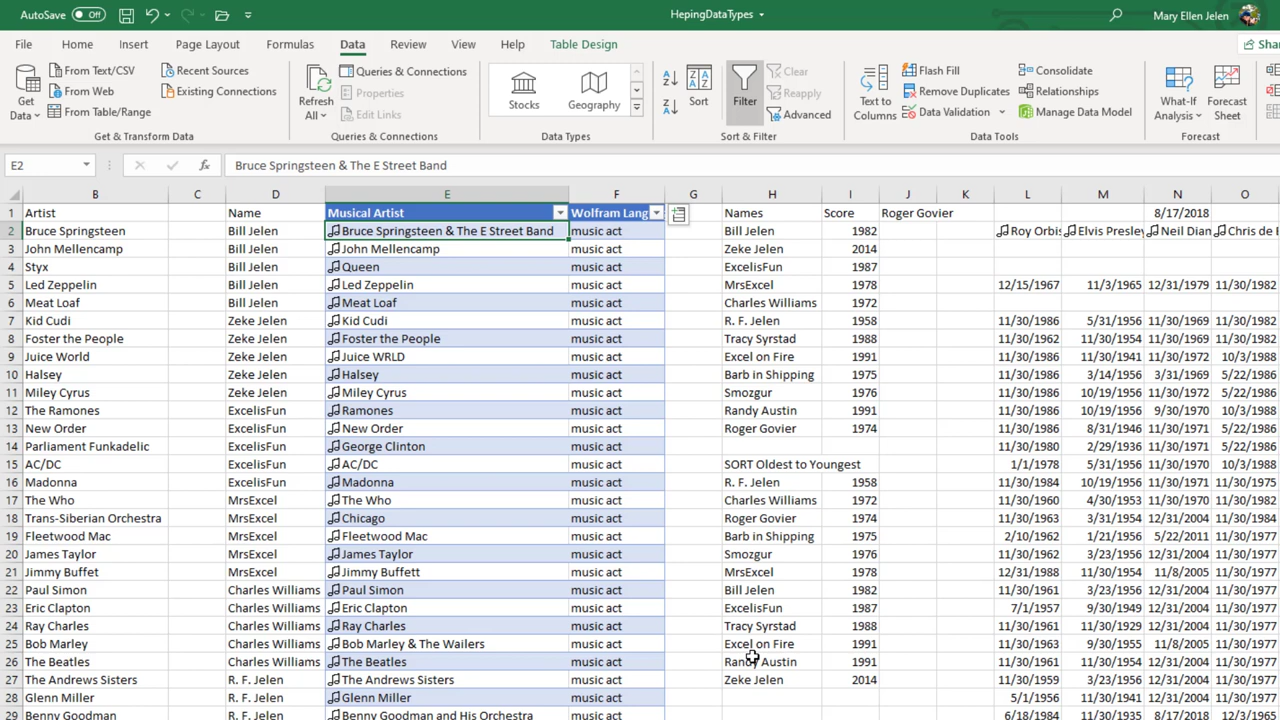 AutoSave Off HepingDataTypes Mary Ellen Jelen
File Home Insert Page Layout Formulas Data Review View Help Table Design Shar
Get Data From Text/CSV Recent Sources Refresh All Queries & Connections Stocks Geography Sort Filter Clear Text to Columns Flash Fill Consolidate What-If Analysis Forecast Sheet
From Web Existing Connections Properties Reapply Remove Duplicates Relationships
From Table/Range Edit Links Advanced Data Validation Manage Data Model
Get & Transform Data Queries & Connections Data Types Sort & Filter Data Tools Forecast
E2 fx Bruce Springsteen & The E Street Band
B C D E F G H I J K L M N O
1 Artist Name Musical Artist Wolfram Lang Names Score Roger Govier 8/17/2018
2 Bruce Springsteen Bill Jelen Bruce Springsteen & The E Street Band music act Bill Jelen 1982 Roy Orbis Elvis Presley Neil Dian Chris de B
3 John Mellencamp Bill Jelen John Mellencamp music act Zeke Jelen 2014
4 Styx Bill Jelen Queen music act ExcelisFun 1987
5 Led Zeppelin Bill Jelen Led Zeppelin music act MrsExcel 1978 12/15/1967 11/3/1965 12/31/1979 11/30/1982
6 Meat Loaf Bill Jelen Meat Loaf music act Charles Williams 1972
7 Kid Cudi Zeke Jelen Kid Cudi music act R. F. Jelen 1958 11/30/1986 5/31/1956 11/30/1969 11/30/1982
8 Foster the People Zeke Jelen Foster the People music act Tracy Syrstad 1988 11/30/1962 11/30/1954 11/30/1969 11/30/1982
9 Juice World Zeke Jelen Juice WRLD music act Excel on Fire 1991 11/30/1986 11/30/1941 11/30/1972 10/3/1988
10 Halsey Zeke Jelen Halsey music act Barb in Shipping 1975 11/30/1986 3/14/1956 3/31/1969 5/22/1986
11 Miley Cyrus Zeke Jelen Miley Cyrus music act Smozgur 1976 11/30/1986 10/19/1956 11/30/1971 5/22/1986
12 The Ramones ExcelisFun Ramones music act Randy Austin 1991 11/30/1986 10/19/1956 9/30/1970 10/3/1988
13 New Order ExcelisFun New Order music act Roger Govier 1974 11/30/1986 8/31/1946 11/30/1971 5/22/1986
14 Parliament Funkadelic ExcelisFun George Clinton music act 11/30/1980 2/29/1936 11/30/1971 5/22/1986
15 AC/DC ExcelisFun AC/DC music act SORT Oldest to Youngest 1/1/1978 5/31/1956 11/30/1970 10/3/1988
16 Madonna ExcelisFun Madonna music act R. F. Jelen 1958 11/30/1984 10/19/1956 11/30/1971 11/30/1975
17 The Who MrsExcel The Who music act Charles Williams 1972 11/30/1960 4/30/1953 11/30/1970 11/30/1982
18 Trans-Siberian Orchestra MrsExcel Chicago music act Roger Govier 1974 11/30/1963 3/31/1954 12/31/2004 11/30/1984
19 Fleetwood Mac MrsExcel Fleetwood Mac music act Barb in Shipping 1975 2/10/1962 1/21/1956 5/22/2011 11/30/1977
20 James Taylor MrsExcel James Taylor music act Smozgur 1976 11/30/1962 3/23/1956 12/31/2004 11/30/1977
21 Jimmy Buffet MrsExcel Jimmy Buffett music act MrsExcel 1978 12/31/1988 11/30/1954 11/8/2005 11/30/1977
22 Paul Simon Charles Williams Paul Simon music act Bill Jelen 1982 11/30/1961 3/23/1956 12/31/2004 11/30/1977
23 Eric Clapton Charles Williams Eric Clapton music act ExcelisFun 1987 7/1/1957 9/30/1949 12/31/2004 11/30/1977
24 Ray Charles Charles Williams Ray Charles music act Tracy Syrstad 1988 11/30/1961 11/30/1929 12/31/2004 11/30/1977
25 Bob Marley Charles Williams Bob Marley & The Wailers music act Excel on Fire 1991 11/30/1963 9/30/1955 11/8/2005 11/30/1977
26 The Beatles Charles Williams The Beatles music act Randy Austin 1991 11/30/1961 11/30/1954 12/31/2004 11/30/1977
27 The Andrews Sisters R. F. Jelen The Andrews Sisters music act Zeke Jelen 2014 11/30/1959 3/23/1956 12/31/2004 11/30/1977
28 Glenn Miller R. F. Jelen Glenn Miller music act 5/1/1956 11/30/1941 12/31/2004 11/30/1977
29 Benny Goodman R. F. Jelen Benny Goodman and His Orchestra music act 6/18/1984 11/30/1935 8/17/2018 11/30/1977